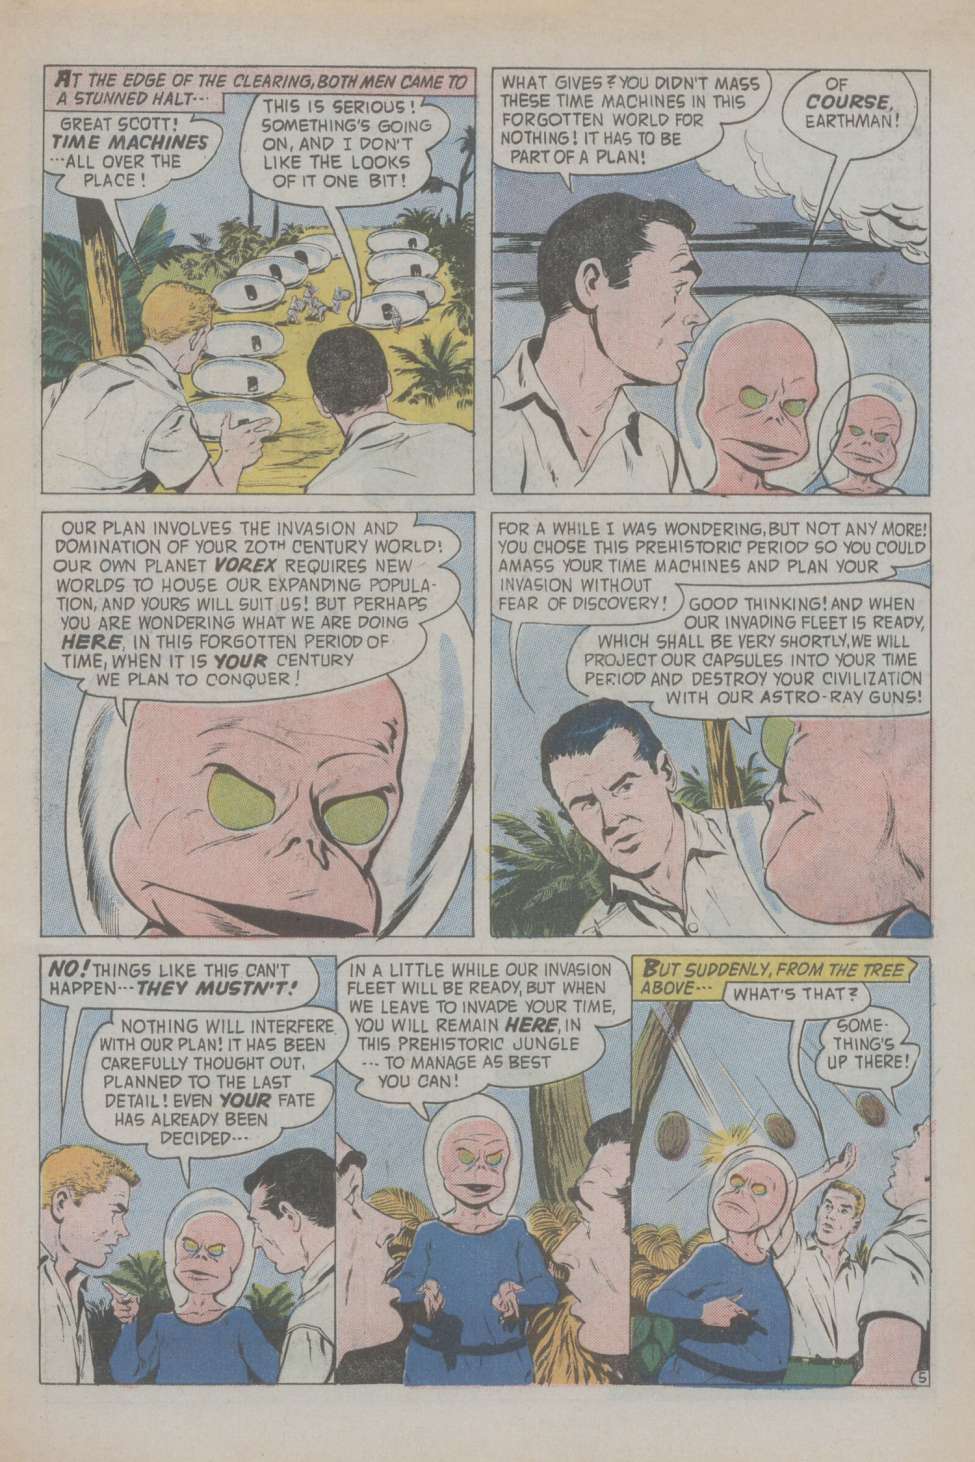 AT THE EDGE OF THE CLEARING, BOTH MEN CAME TO
A STUNNED HALT---
GREAT SCOTT!
TIME MACHINES
---ALL OVER THE
PLACE!
THIS IS SERIOUS!
SOMETHING'S GOING
ON, AND I DON'T
LIKE THE LOOKS
OF IT ONE BIT!
WHAT GIVES? YOU DIDN'T MASS
THESE TIME MACHINES IN THIS
FORGOTTEN WORLD FOR
NOTHING! IT HAS TO BE
PART OF A PLAN!
OF
COURSE,
EARTHMAN!
OUR PLAN INVOLVES THE INVASION AND
DOMINATION OF YOUR 20TH CENTURY WORLD!
OUR OWN PLANET VOREX REQUIRES NEW
WORLDS TO HOUSE OUR EXPANDING POPULA-
TION, AND YOURS WILL SUIT US! BUT PERHAPS
YOU ARE WONDERING WHAT WE ARE DOING
HERE, IN THIS FORGOTTEN PERIOD OF
TIME, WHEN IT IS YOUR CENTURY
WE PLAN TO CONQUER!
FOR A WHILE I WAS WONDERING, BUT NOT ANY MORE!
YOU CHOSE THIS PREHISTORIC PERIOD SO YOU COULD
AMASS YOUR TIME MACHINES AND PLAN YOUR
INVASION WITHOUT
FEAR OF DISCOVERY!
GOOD THINKING! AND WHEN
OUR INVADING FLEET IS READY,
WHICH SHALL BE VERY SHORTLY, WE WILL
PROJECT OUR CAPSULES INTO YOUR TIME
PERIOD AND DESTROY YOUR CIVILIZATION
WITH OUR ASTRO-RAY GUNS!
NO! THINGS LIKE THIS CAN'T
HAPPEN---THEY MUSTN'T!
NOTHING WILL INTERFERE
WITH OUR PLAN! IT HAS BEEN
CAREFULLY THOUGHT OUT,
PLANNED TO THE LAST
DETAIL! EVEN YOUR FATE
HAS ALREADY BEEN
DECIDED---
IN A LITTLE WHILE OUR INVASION
FLEET WILL BE READY, BUT WHEN
WE LEAVE TO INVADE YOUR TIME,
YOU WILL REMAIN HERE, IN
THIS PREHISTORIC JUNGLE
---TO MANAGE AS BEST
YOU CAN!
BUT SUDDENLY, FROM THE TREE
ABOVE---
WHAT'S THAT?
SOME-
THING'S
UP THERE!
5